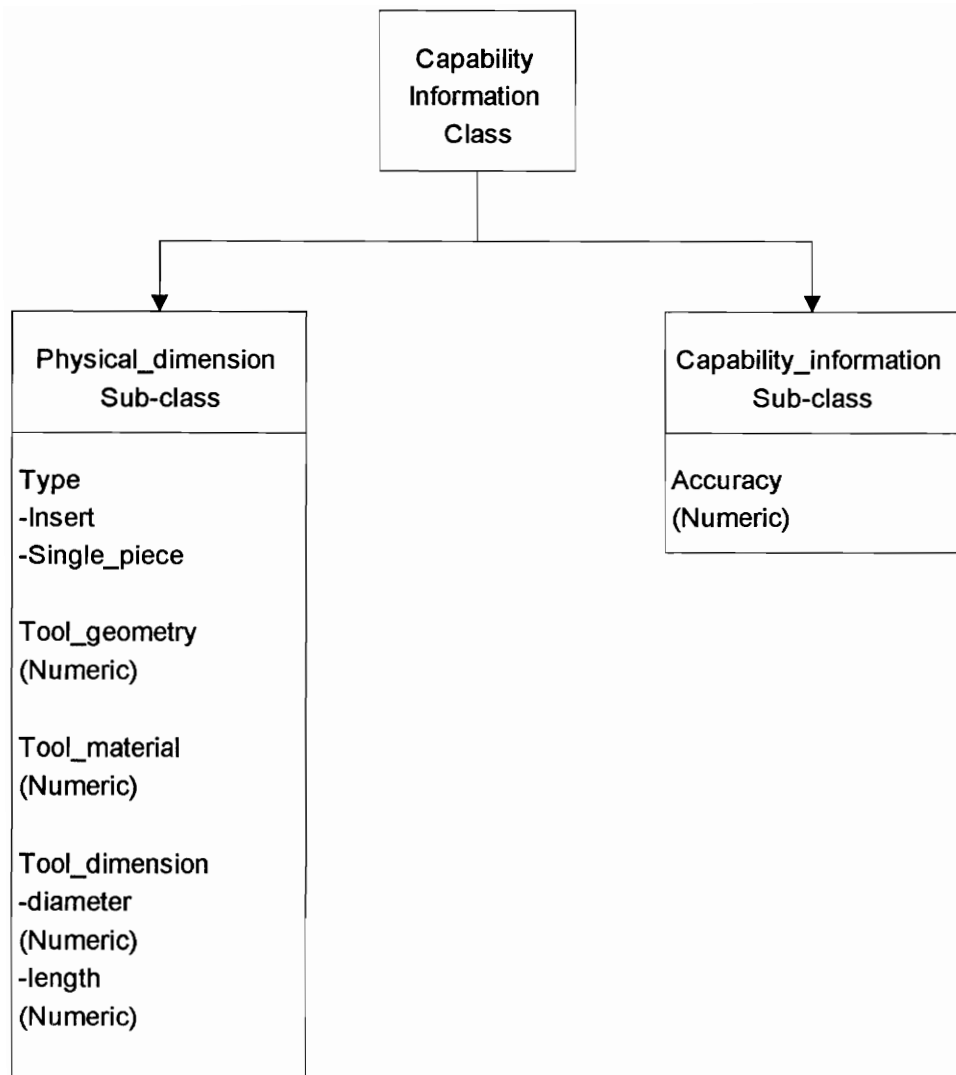 Capability
Information
Class
Physical_dimension
Sub-class
Type
-Insert
-Single_piece
Tool_geometry
(Numeric)
Tool_material
(Numeric)
Tool_dimension
-diameter
(Numeric)
-length
(Numeric)
Capability_information
Sub-class
Accuracy
(Numeric)